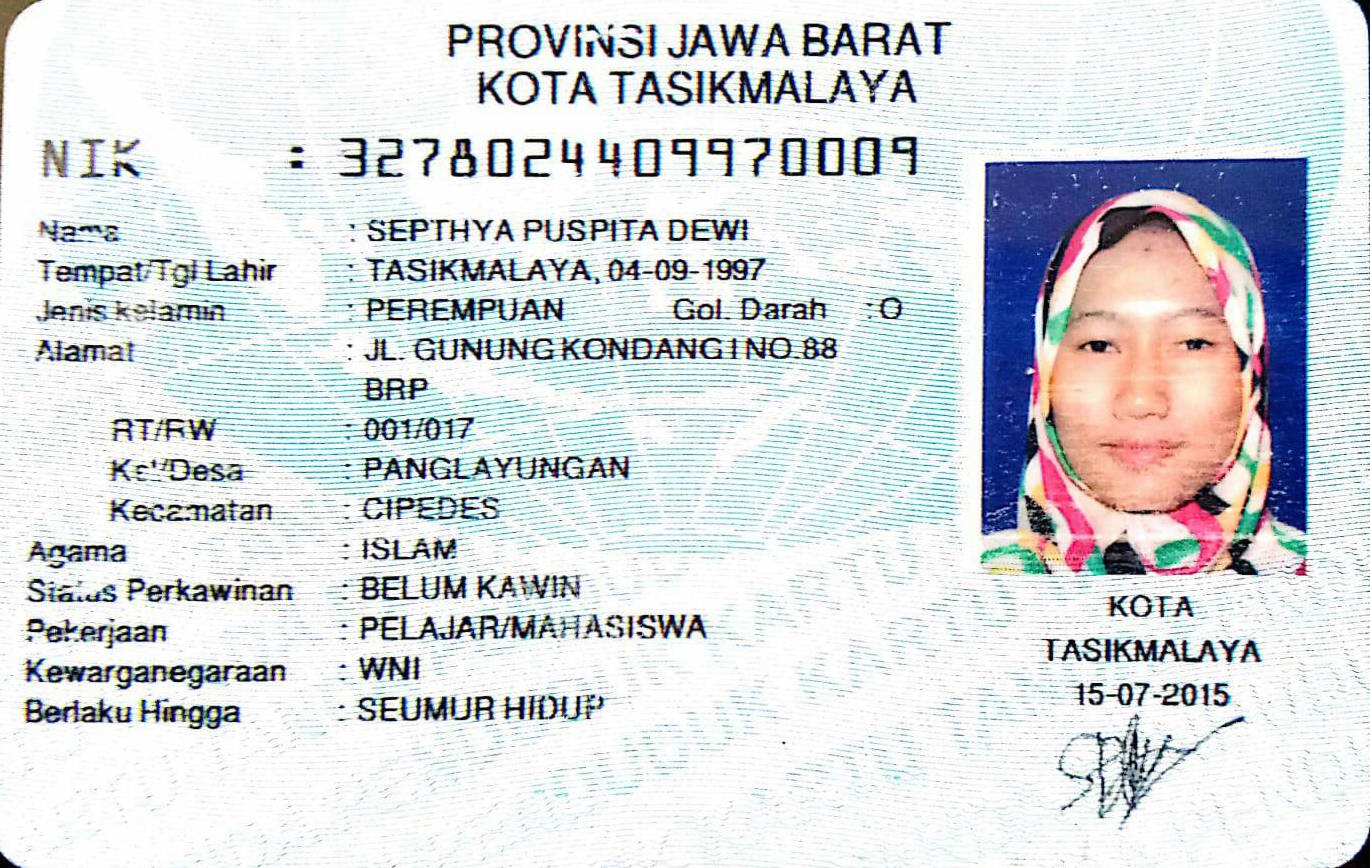 PROVINSI JAWA BARAT
KOTA TASIKMALAYA
NIK : 3278024409970009
Nama : SEPTHYA PUSPITA DEWI
Tempat/Tgl Lahir : TASIKMALAYA, 04-09-1997
Jenis kelamin : PEREMPUAN Gol. Darah : O
Alamat : JL. GUNUNG KONDANG I NO.88
BRP
RT/RW : 001/017
Kel/Desa : PANGLAYUNGAN
Kecamatan : CIPEDES
Agama : ISLAM
Status Perkawinan : BELUM KAWIN
Pekerjaan : PELAJAR/MAHASISWA
Kewarganegaraan : WNI
Berlaku Hingga : SEUMUR HIDUP
KOTA
TASIKMALAYA
15-07-2015